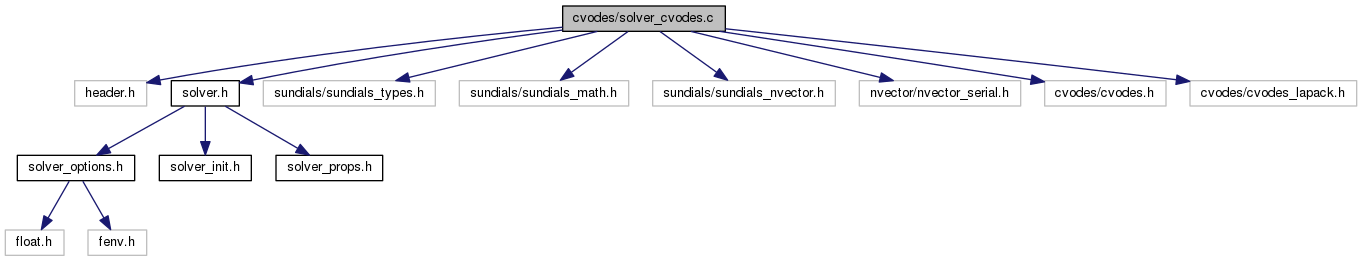 cvodes/solver_cvodes.c
header.h
solver.h
sundials/sundials_types.h
sundials/sundials_math.h
sundials/sundials_nvector.h
nvector/nvector_serial.h
cvodes/cvodes.h
cvodes/cvodes_lapack.h
solver_options.h
solver_init.h
solver_props.h
float.h
fenv.h